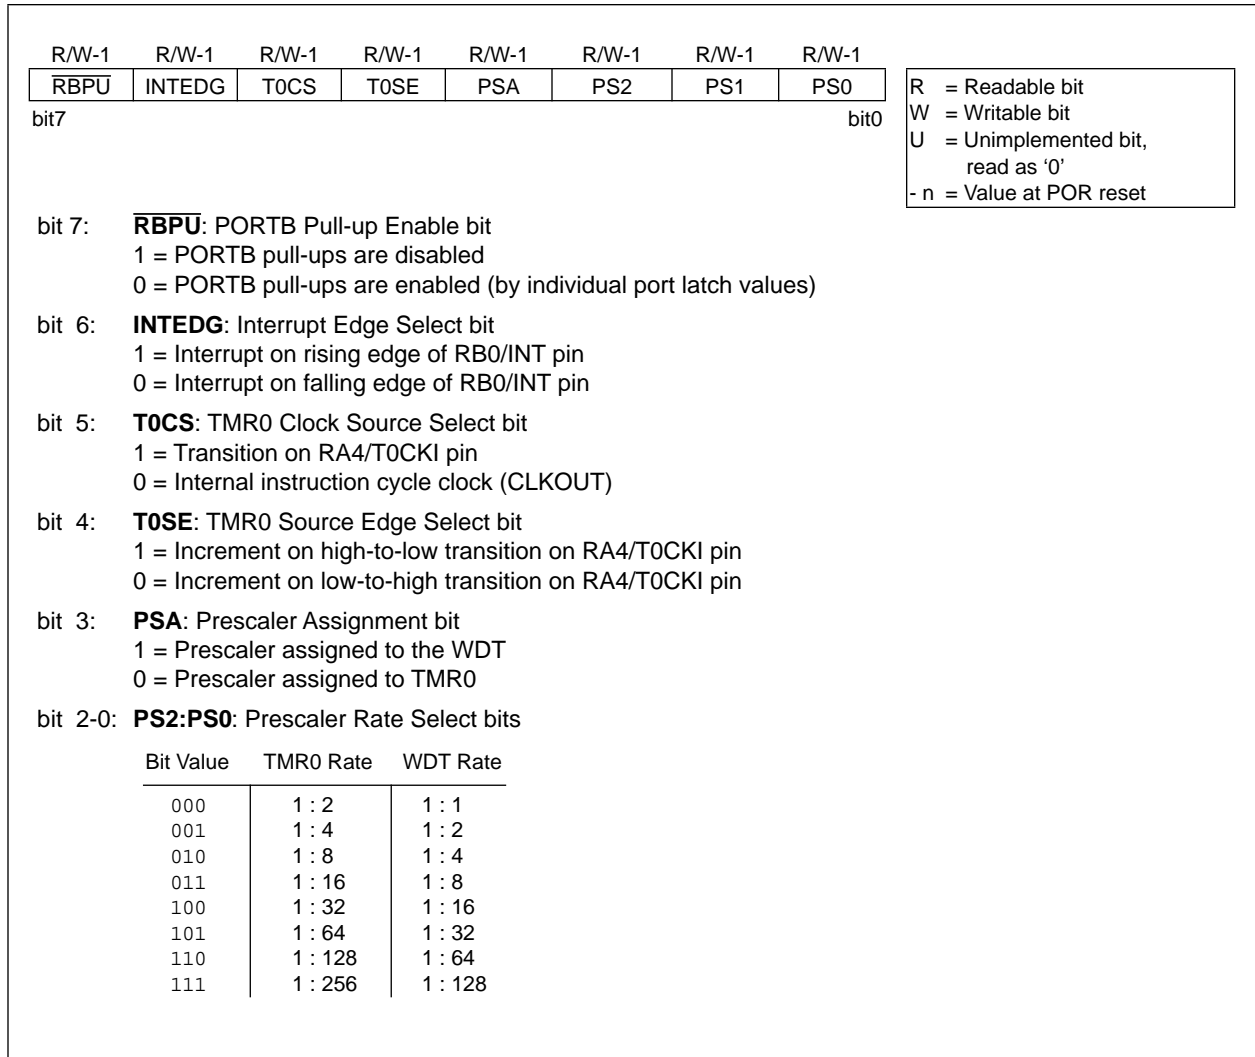 R/W-1 R/W-1 R/W-1 R/W-1 R/W-1 R/W-1 R/W-1 R/W-1
RBPU INTEDG T0CS T0SE PSA PS2 PS1 PS0
bit7 bit0
R = Readable bit
W = Writable bit
U = Unimplemented bit,
read as ‘0’
- n = Value at POR reset
bit 7: RBPU: PORTB Pull-up Enable bit
1 = PORTB pull-ups are disabled
0 = PORTB pull-ups are enabled (by individual port latch values)
bit 6: INTEDG: Interrupt Edge Select bit
1 = Interrupt on rising edge of RB0/INT pin
0 = Interrupt on falling edge of RB0/INT pin
bit 5: T0CS: TMR0 Clock Source Select bit
1 = Transition on RA4/T0CKI pin
0 = Internal instruction cycle clock (CLKOUT)
bit 4: T0SE: TMR0 Source Edge Select bit
1 = Increment on high-to-low transition on RA4/T0CKI pin
0 = Increment on low-to-high transition on RA4/T0CKI pin
bit 3: PSA: Prescaler Assignment bit
1 = Prescaler assigned to the WDT
0 = Prescaler assigned to TMR0
bit 2-0: PS2:PS0: Prescaler Rate Select bits
Bit Value TMR0 Rate WDT Rate
000 1 : 2 1 : 1
001 1 : 4 1 : 2
010 1 : 8 1 : 4
011 1 : 16 1 : 8
100 1 : 32 1 : 16
101 1 : 64 1 : 32
110 1 : 128 1 : 64
111 1 : 256 1 : 128